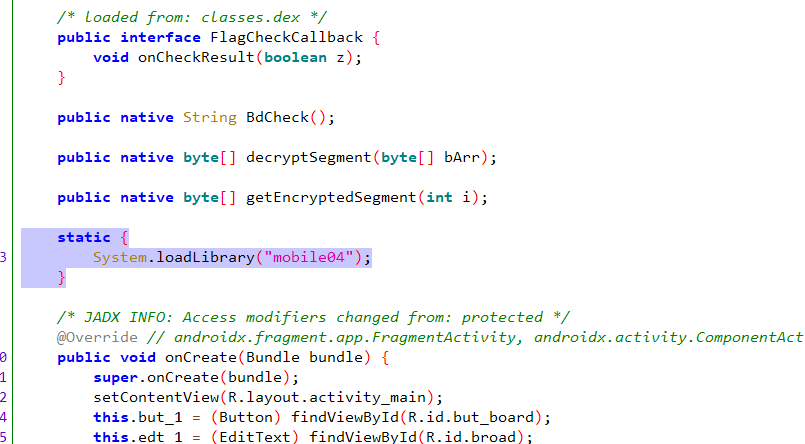 /* loaded from: classes.dex */
public interface FlagCheckCallback {
void onCheckResult(boolean z);
}
public native String BdCheck();
public native byte[] decryptSegment(byte[] bArr);
public native byte[] getEncryptedSegment(int i);
static {
3 System.loadLibrary("mobile04");
}
/* JADX INFO: Access modifiers changed from: protected */
@Override // androidx.fragment.app.FragmentActivity, androidx.activity.ComponentAct
0 public void onCreate(Bundle bundle) {
1 super.onCreate(bundle);
2 setContentView(R.layout.activity_main);
4 this.but_1 = (Button) findViewById(R.id.but_board);
5 this.edt_1 = (EditText) findViewById(R.id.broad);